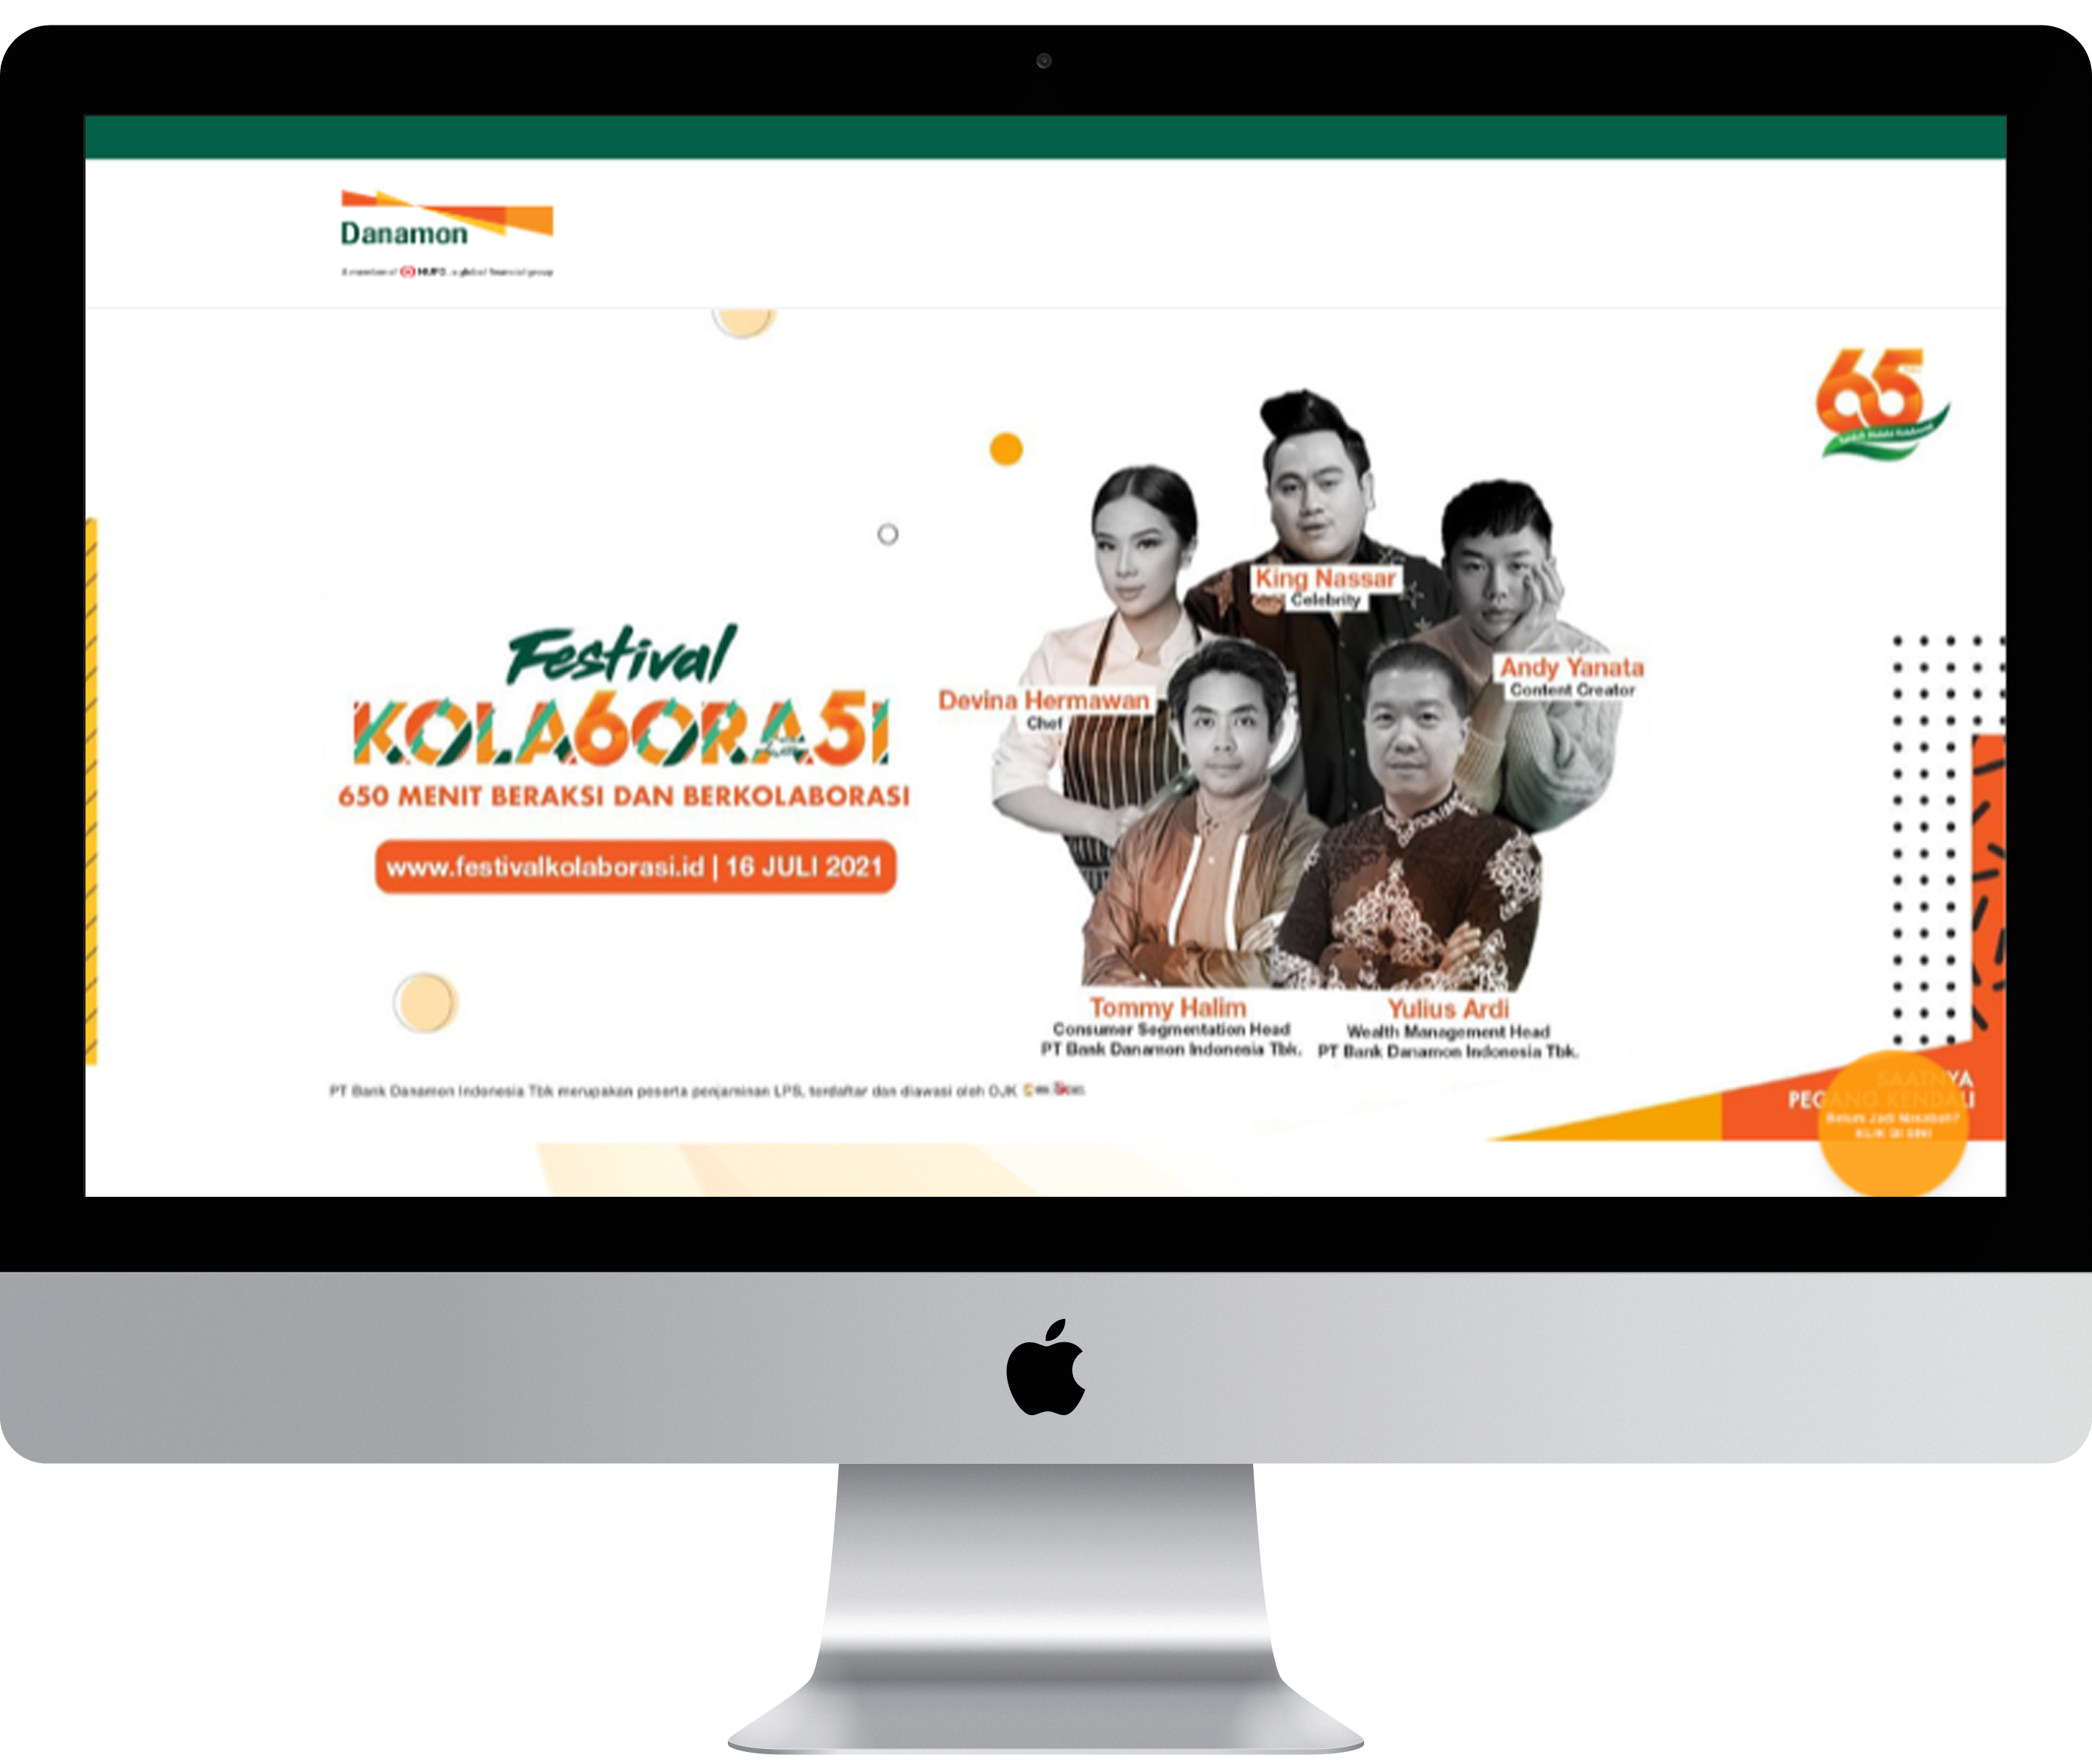 Danamon
A member of MUFG, a global financial group
65
Festival
KOLA6ORA5I
650 MENIT BERAKSI DAN BERKOLABORASI
www.festivalkolaborasi.id | 16 JULI 2021
King Nassar
Celebrity
Andy Yanata
Content Creator
Devina Hermawan
Chef
Tommy Halim
Consumer Segmentation Head
PT Bank Danamon Indonesia Tbk.
Yulius Ardi
Wealth Management Head
PT Bank Danamon Indonesia Tbk.
PT Bank Danamon Indonesia Tbk merupakan peserta penjaminan LPS, terdaftar dan diawasi oleh OJK
SAATNYA
PEGANG KENDALI
Belum Jadi Nasabah?
KLIK DI SINI